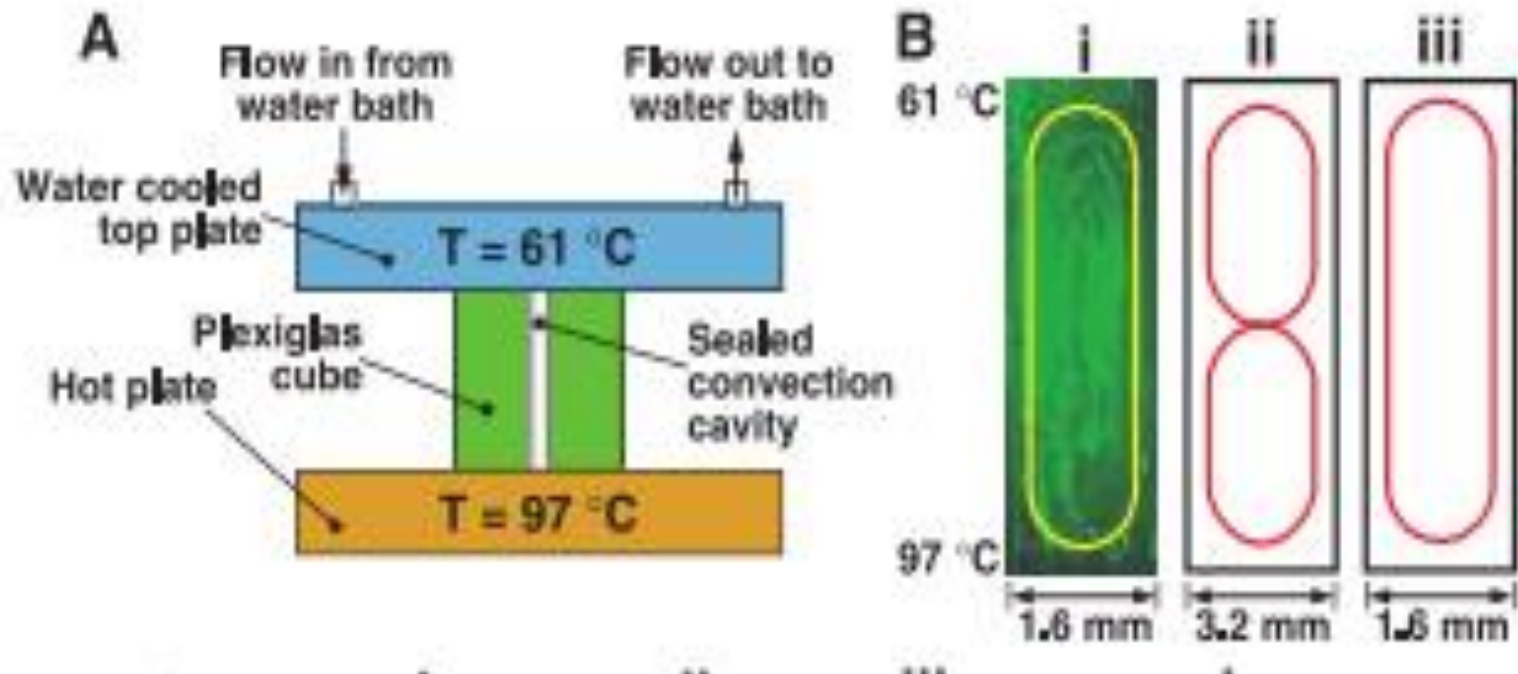 A
Flow in from
water bath
Flow out to
water bath
Water cooled
top plate
T = 61 °C
Plexiglas
cube
Sealed
convection
cavity
Hot plate
T = 97 °C
B
i
ii
iii
61 °C
97 °C
1.6 mm
3.2 mm
1.6 mm